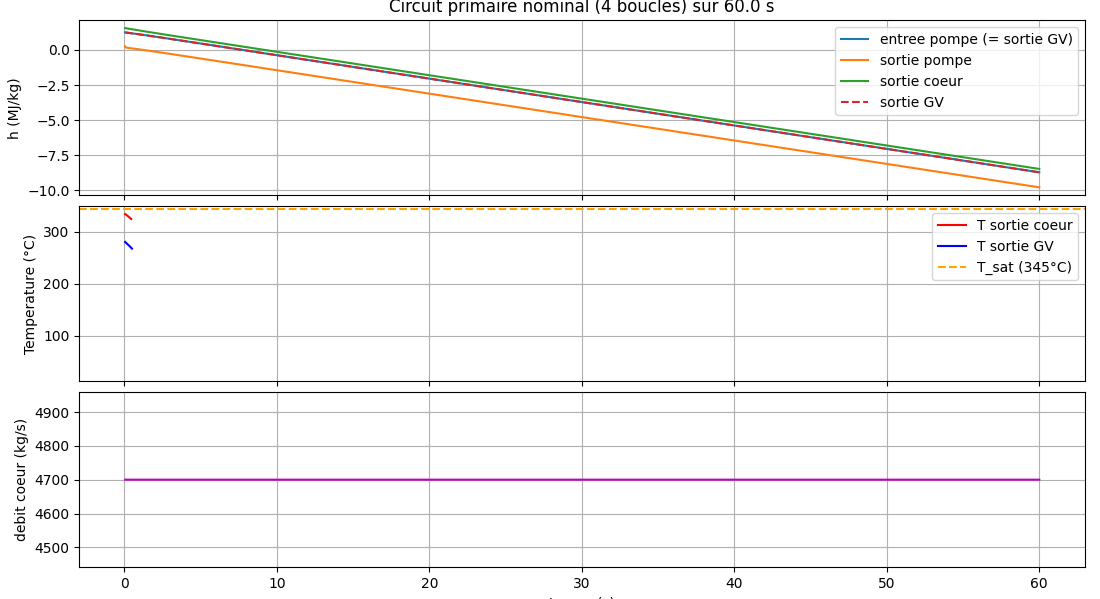 Circuit primaire nominal (4 boucles) sur 60.0 s
h (MJ/kg)
0.0
−2.5
−5.0
−7.5
−10.0
entree pompe (= sortie GV)
sortie pompe
sortie coeur
sortie GV
Temperature (°C)
300
200
100
T sortie coeur
T sortie GV
T_sat (345°C)
debit coeur (kg/s)
4900
4800
4700
4600
4500
0 10 20 30 40 50 60